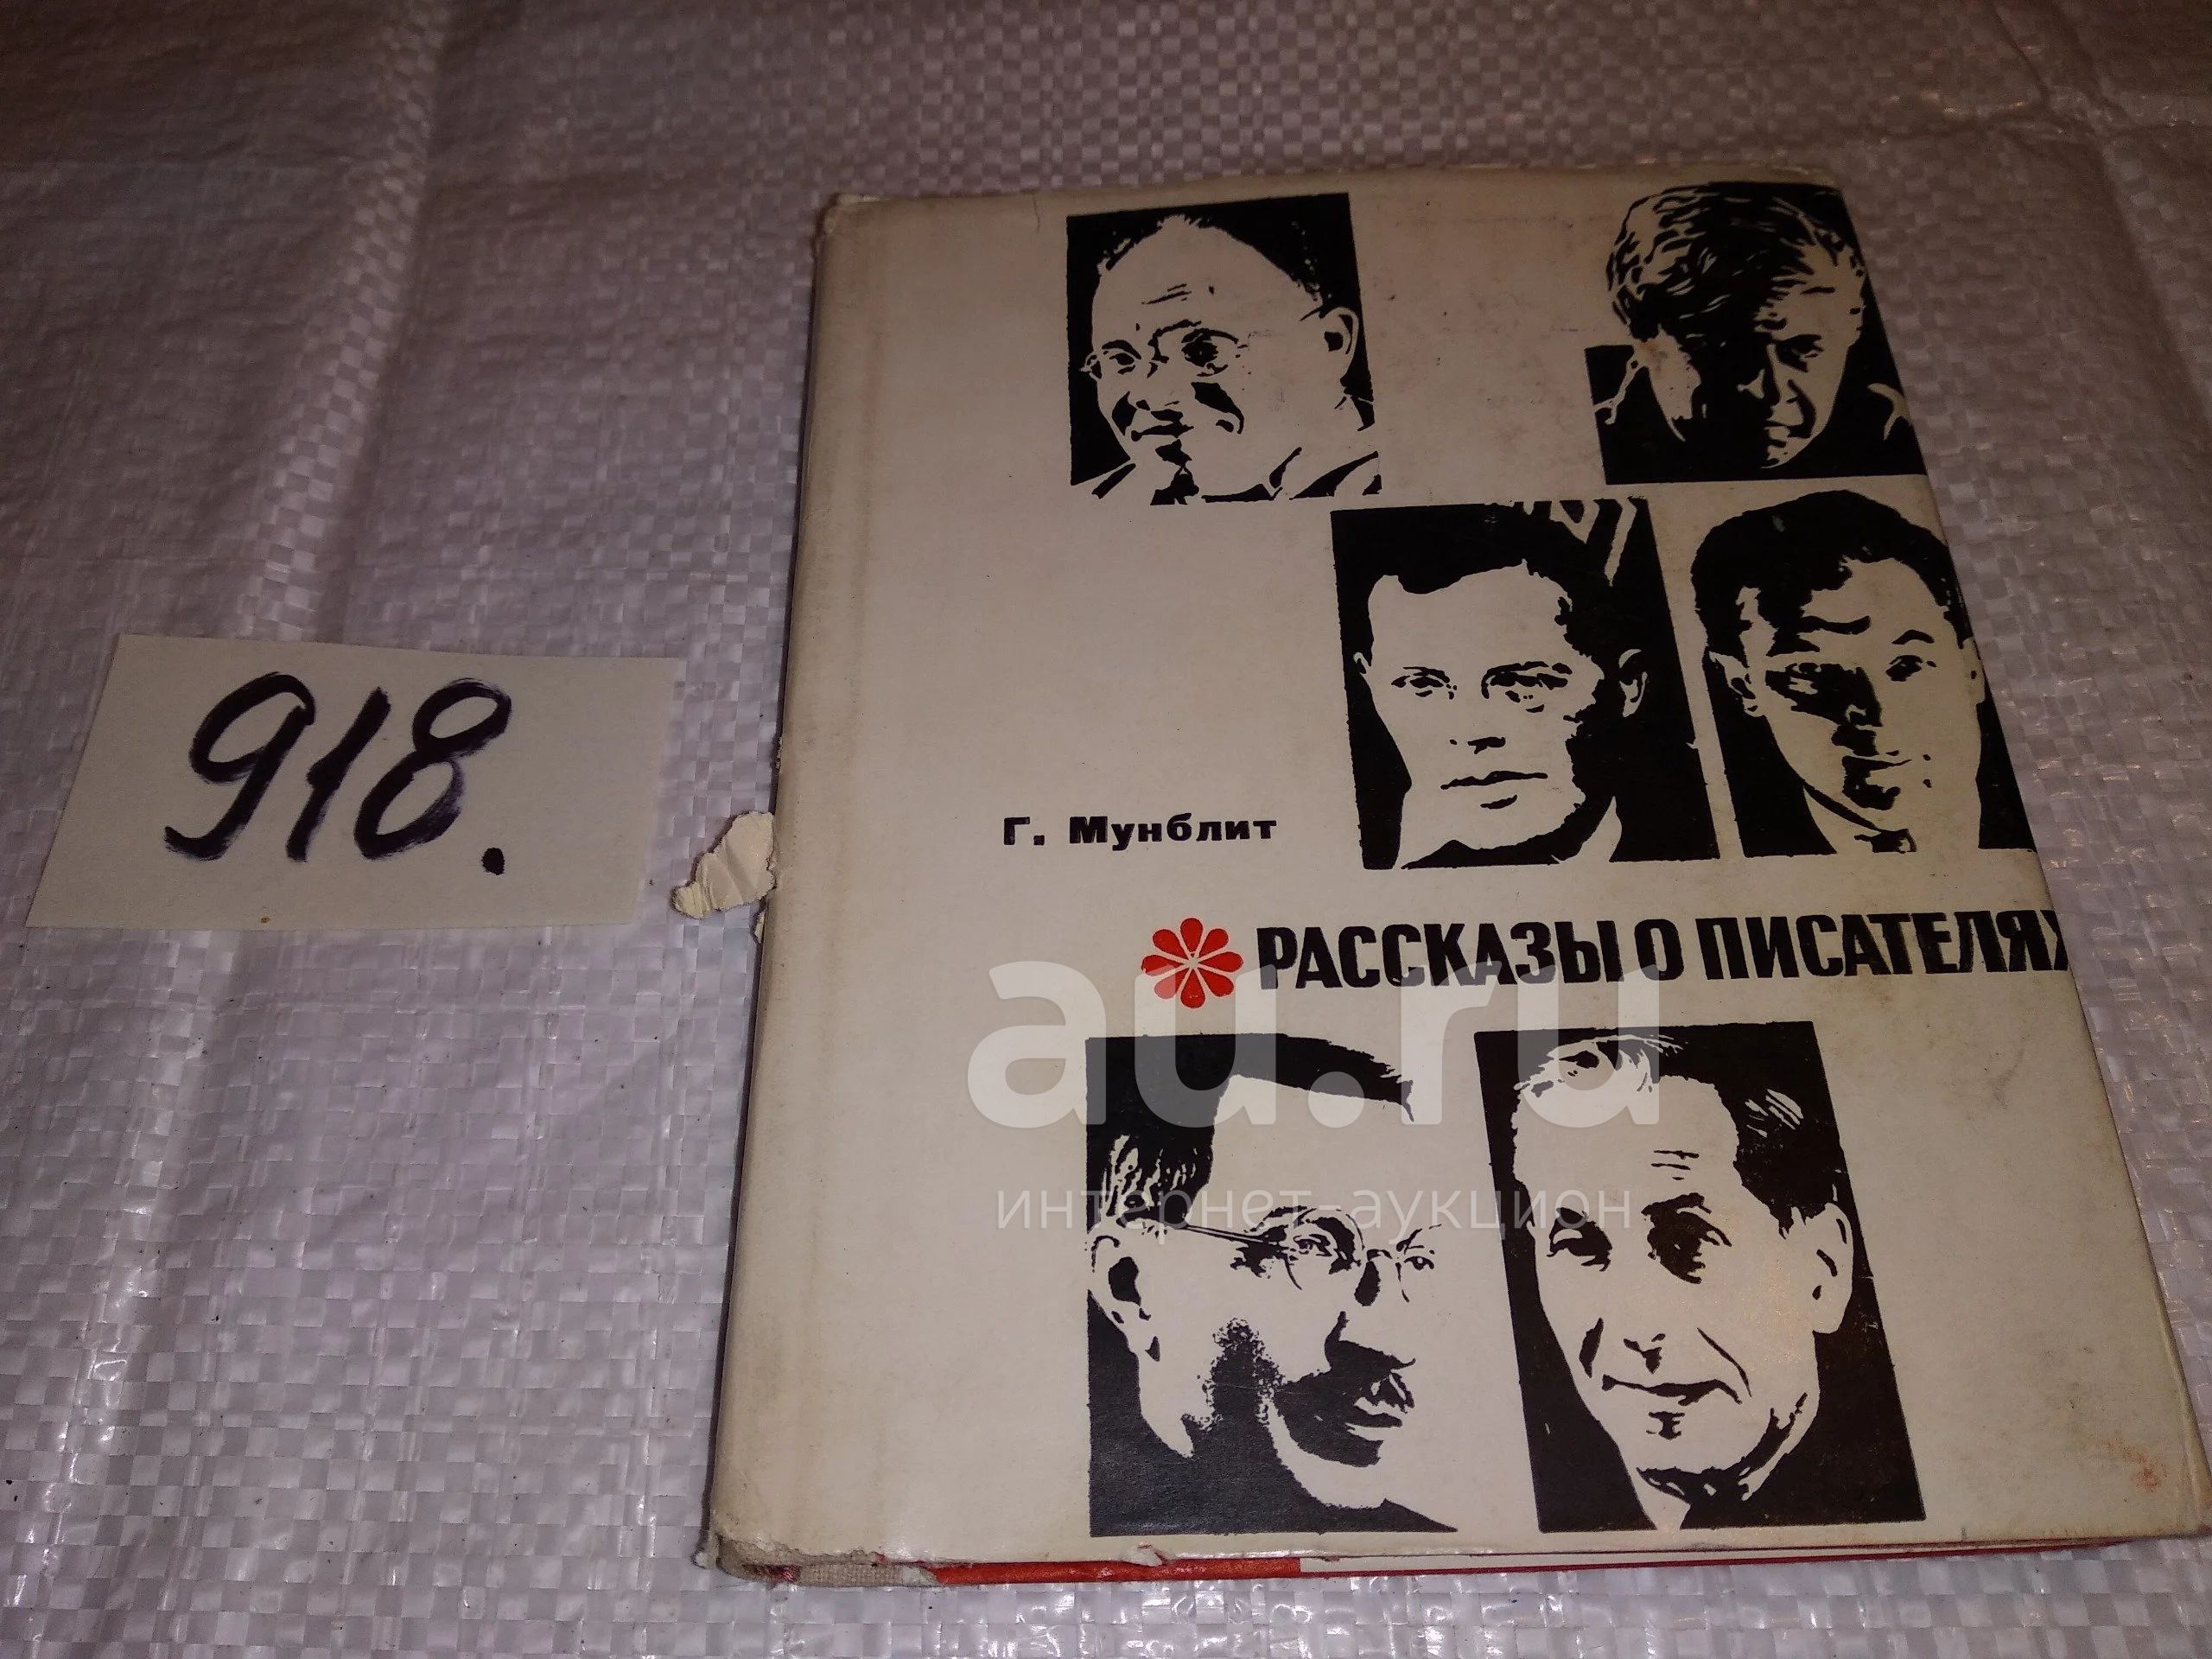 918.
Г. Мунблит
РАССКАЗЫ О ПИСАТЕЛЯХ
au.ru
интернет-аукцион